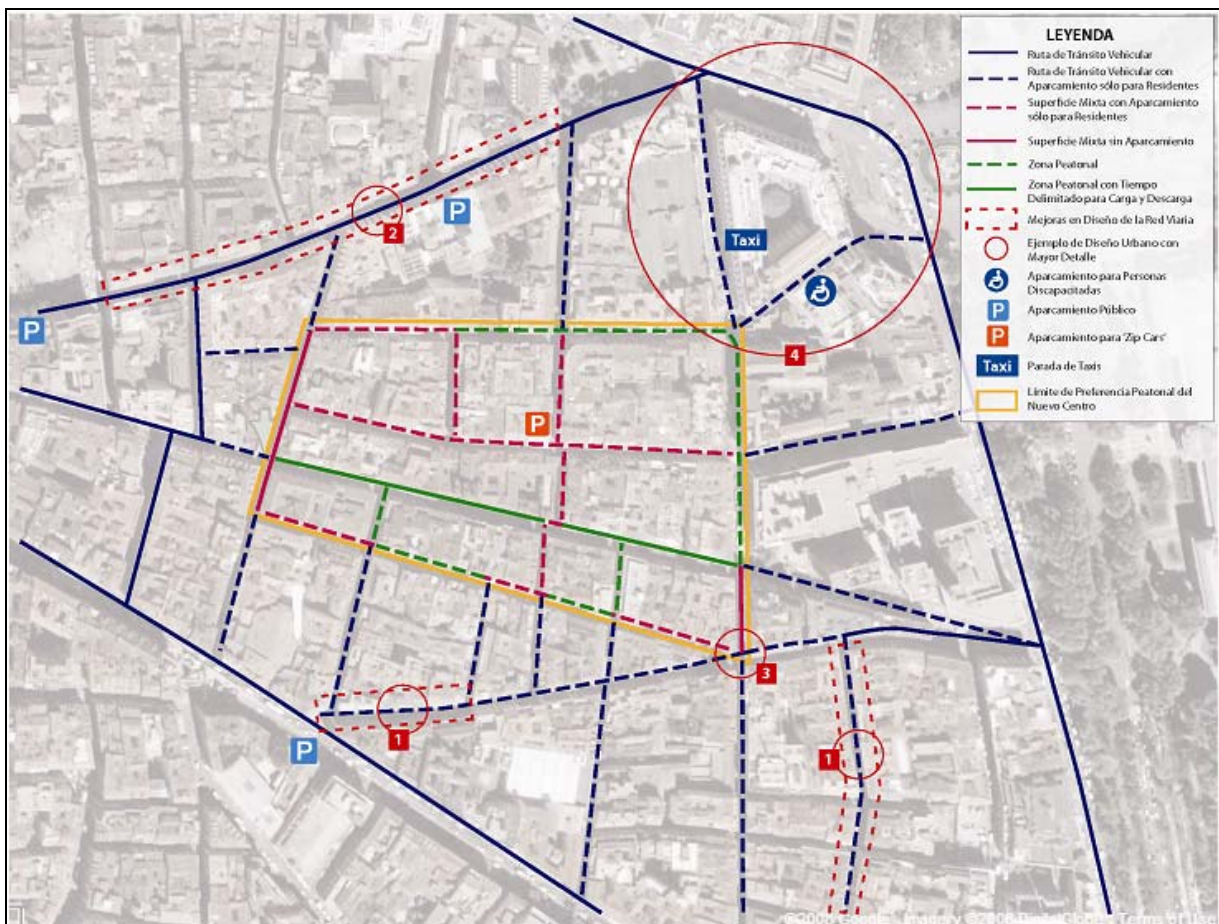 LEYENDA
Ruta de Tránsito Vehicular
Ruta de Tránsito Vehicular con
Aparcamiento sólo para Residentes
Superficie Mixta con Aparcamiento
sólo para Residentes
Superficie Mixta sin Aparcamiento
Zona Peatonal
Zona Peatonal con Tiempo
Delimitado para Carga y Descarga
Mejoras en Diseño de la Red Viaria
Ejemplo de Diseño Urbano con
Mayor Detalle
Aparcamiento para Personas
Discapacitadas
P
Aparcamiento Público
P
Aparcamiento para 'Zip Cars'
Taxi
Parada de Taxis
Límite de Preferencia Peatonal del
Nuevo Centro
P
2
Taxi
P
4
P
3
1
P
1